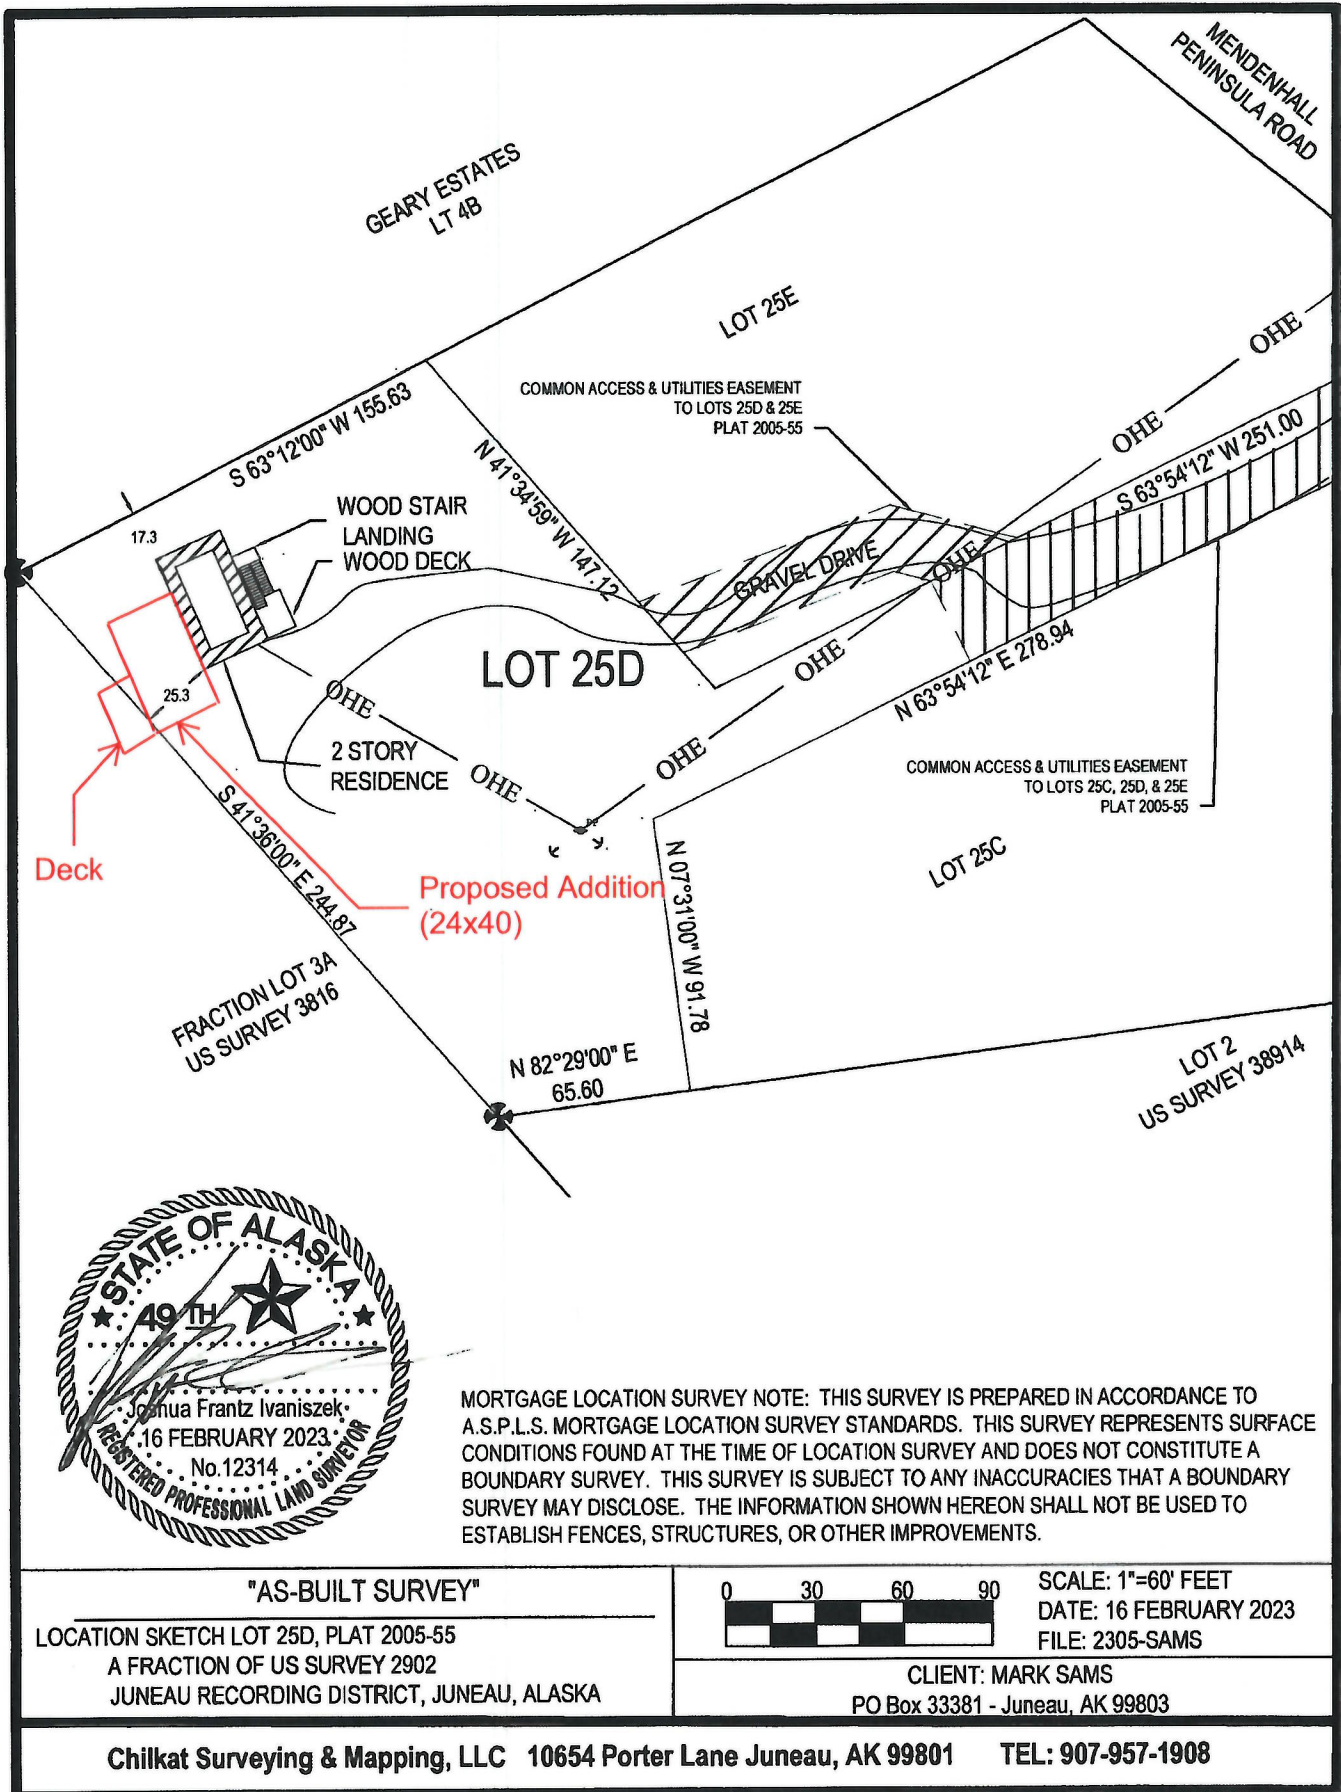 MENDENHALL
PENINSULA ROAD
GEARY ESTATES
LT 4B
LOT 25E
OHE
COMMON ACCESS & UTILITIES EASEMENT
TO LOTS 25D & 25E
PLAT 2005-55
OHE
S 63°54'12" W 251.00
S 63°12'00" W 155.63
N 41°34'59" W 147.12
WOOD STAIR
LANDING
WOOD DECK
17.3
GRAVEL DRIVE
OHE
LOT 25D
OHE
N 63°54'12" E 278.94
25.3
OHE
2 STORY
RESIDENCE
OHE
OHE
PP
COMMON ACCESS & UTILITIES EASEMENT
TO LOTS 25C, 25D, & 25E
PLAT 2005-55
S 41°36'00" E 244.87
Deck
Proposed Addition
(24x40)
N 07°31'00" W 91.78
LOT 25C
FRACTION LOT 3A
US SURVEY 3816
N 82°29'00" E
65.60
LOT 2
US SURVEY 38914
STATE OF ALASKA
49 TH
Joshua Frantz Ivaniszek
16 FEBRUARY 2023
No.12314
REGISTERED PROFESSIONAL LAND SURVEYOR
MORTGAGE LOCATION SURVEY NOTE: THIS SURVEY IS PREPARED IN ACCORDANCE TO
A.S.P.L.S. MORTGAGE LOCATION SURVEY STANDARDS. THIS SURVEY REPRESENTS SURFACE
CONDITIONS FOUND AT THE TIME OF LOCATION SURVEY AND DOES NOT CONSTITUTE A
BOUNDARY SURVEY. THIS SURVEY IS SUBJECT TO ANY INACCURACIES THAT A BOUNDARY
SURVEY MAY DISCLOSE. THE INFORMATION SHOWN HEREON SHALL NOT BE USED TO
ESTABLISH FENCES, STRUCTURES, OR OTHER IMPROVEMENTS.
"AS-BUILT SURVEY"
LOCATION SKETCH LOT 25D, PLAT 2005-55
A FRACTION OF US SURVEY 2902
JUNEAU RECORDING DISTRICT, JUNEAU, ALASKA
0 30 60 90
SCALE: 1"=60' FEET
DATE: 16 FEBRUARY 2023
FILE: 2305-SAMS
CLIENT: MARK SAMS
PO Box 33381 - Juneau, AK 99803
Chilkat Surveying & Mapping, LLC 10654 Porter Lane Juneau, AK 99801 TEL: 907-957-1908